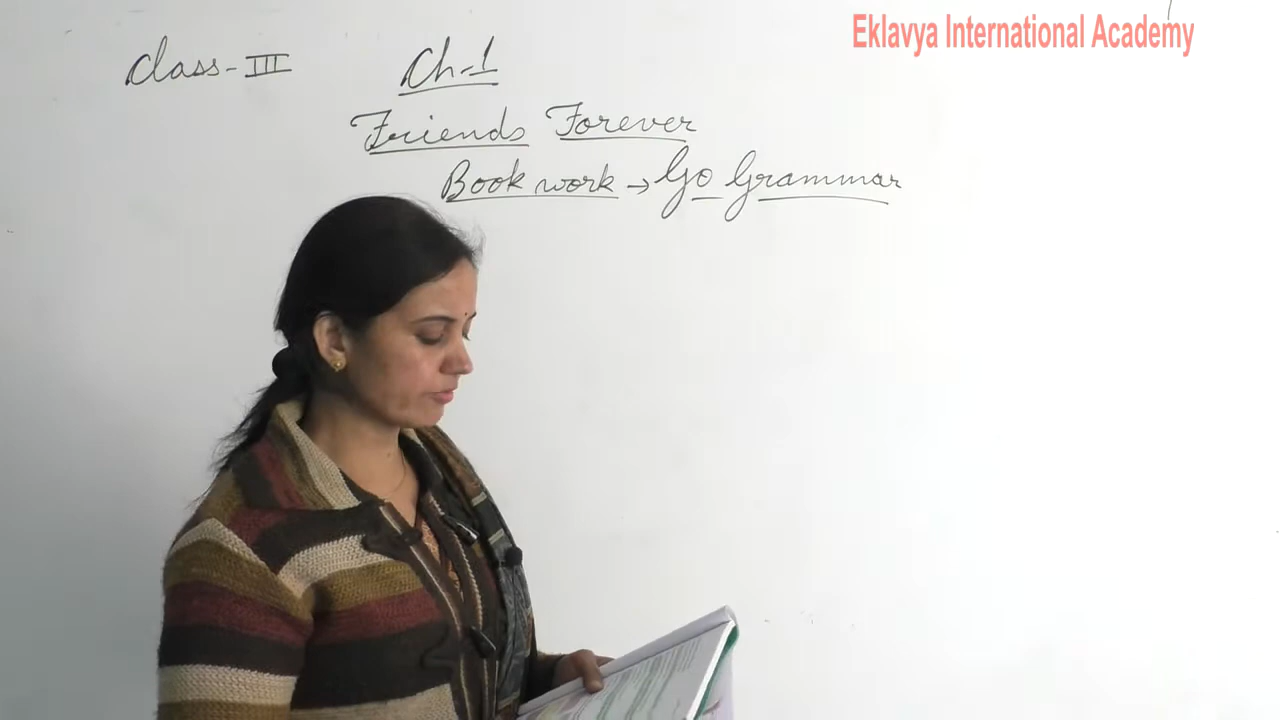 Eklavya International Academy
Class-III Ch-1
Friends Forever
Book work → Go Grammar